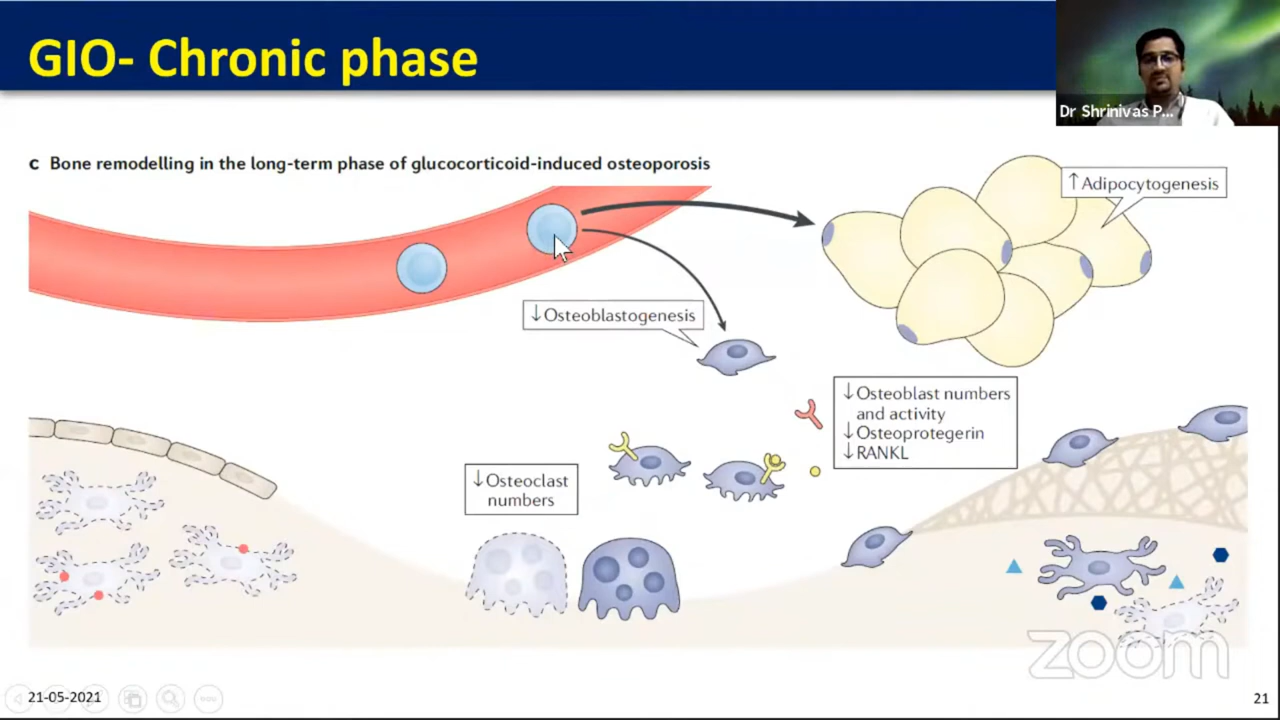 GIO- Chronic phase
Dr Shrinivas P...
c Bone remodelling in the long-term phase of glucocorticoid-induced osteoporosis
↑ Adipocytogenesis
↓ Osteoblastogenesis
↓ Osteoblast numbers
and activity
↓ Osteoprotegerin
↓ RANKL
↓ Osteoclast
numbers
zoom
21-05-2021
21